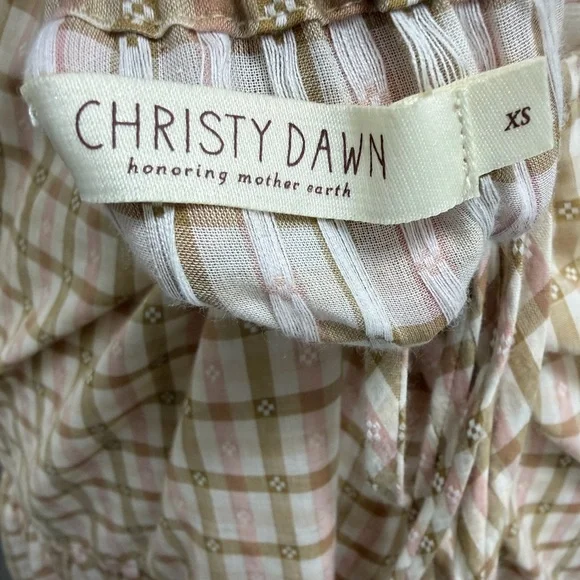 CHRISTY DAWN
honoring mother earth
XS